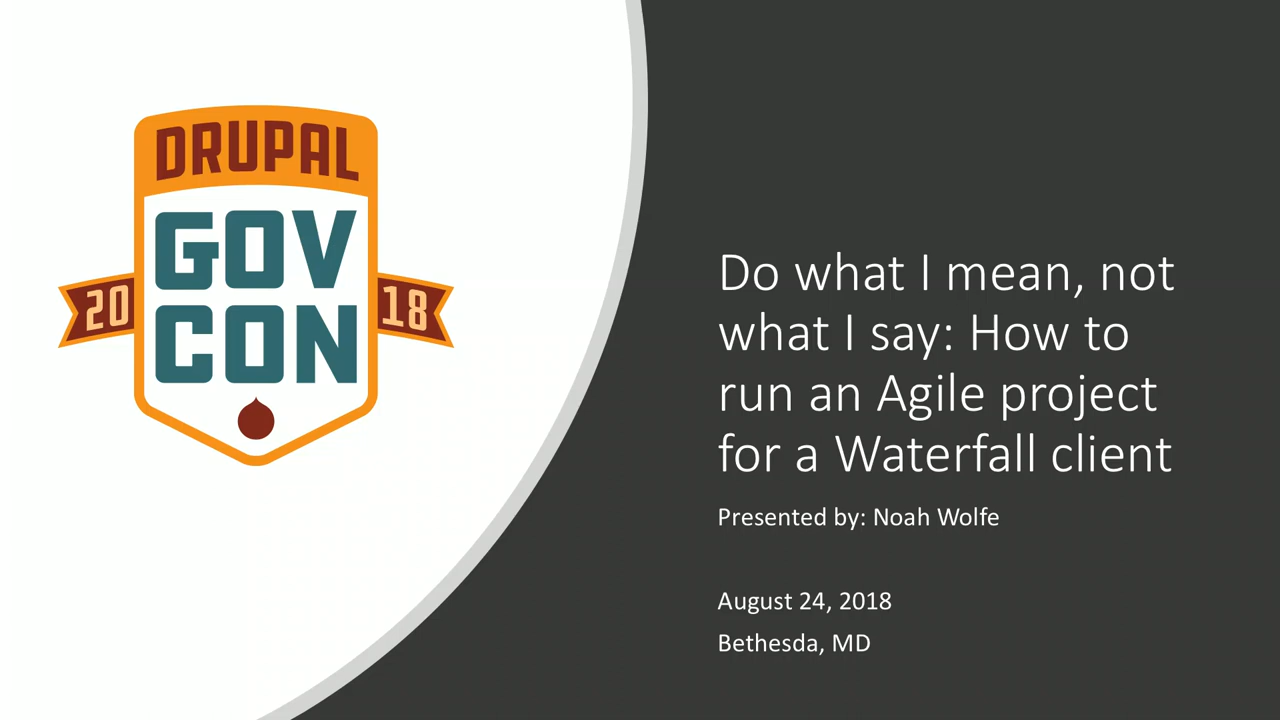 DRUPAL
GOV
CON
20 18
Do what I mean, not
what I say: How to
run an Agile project
for a Waterfall client
Presented by: Noah Wolfe
August 24, 2018
Bethesda, MD